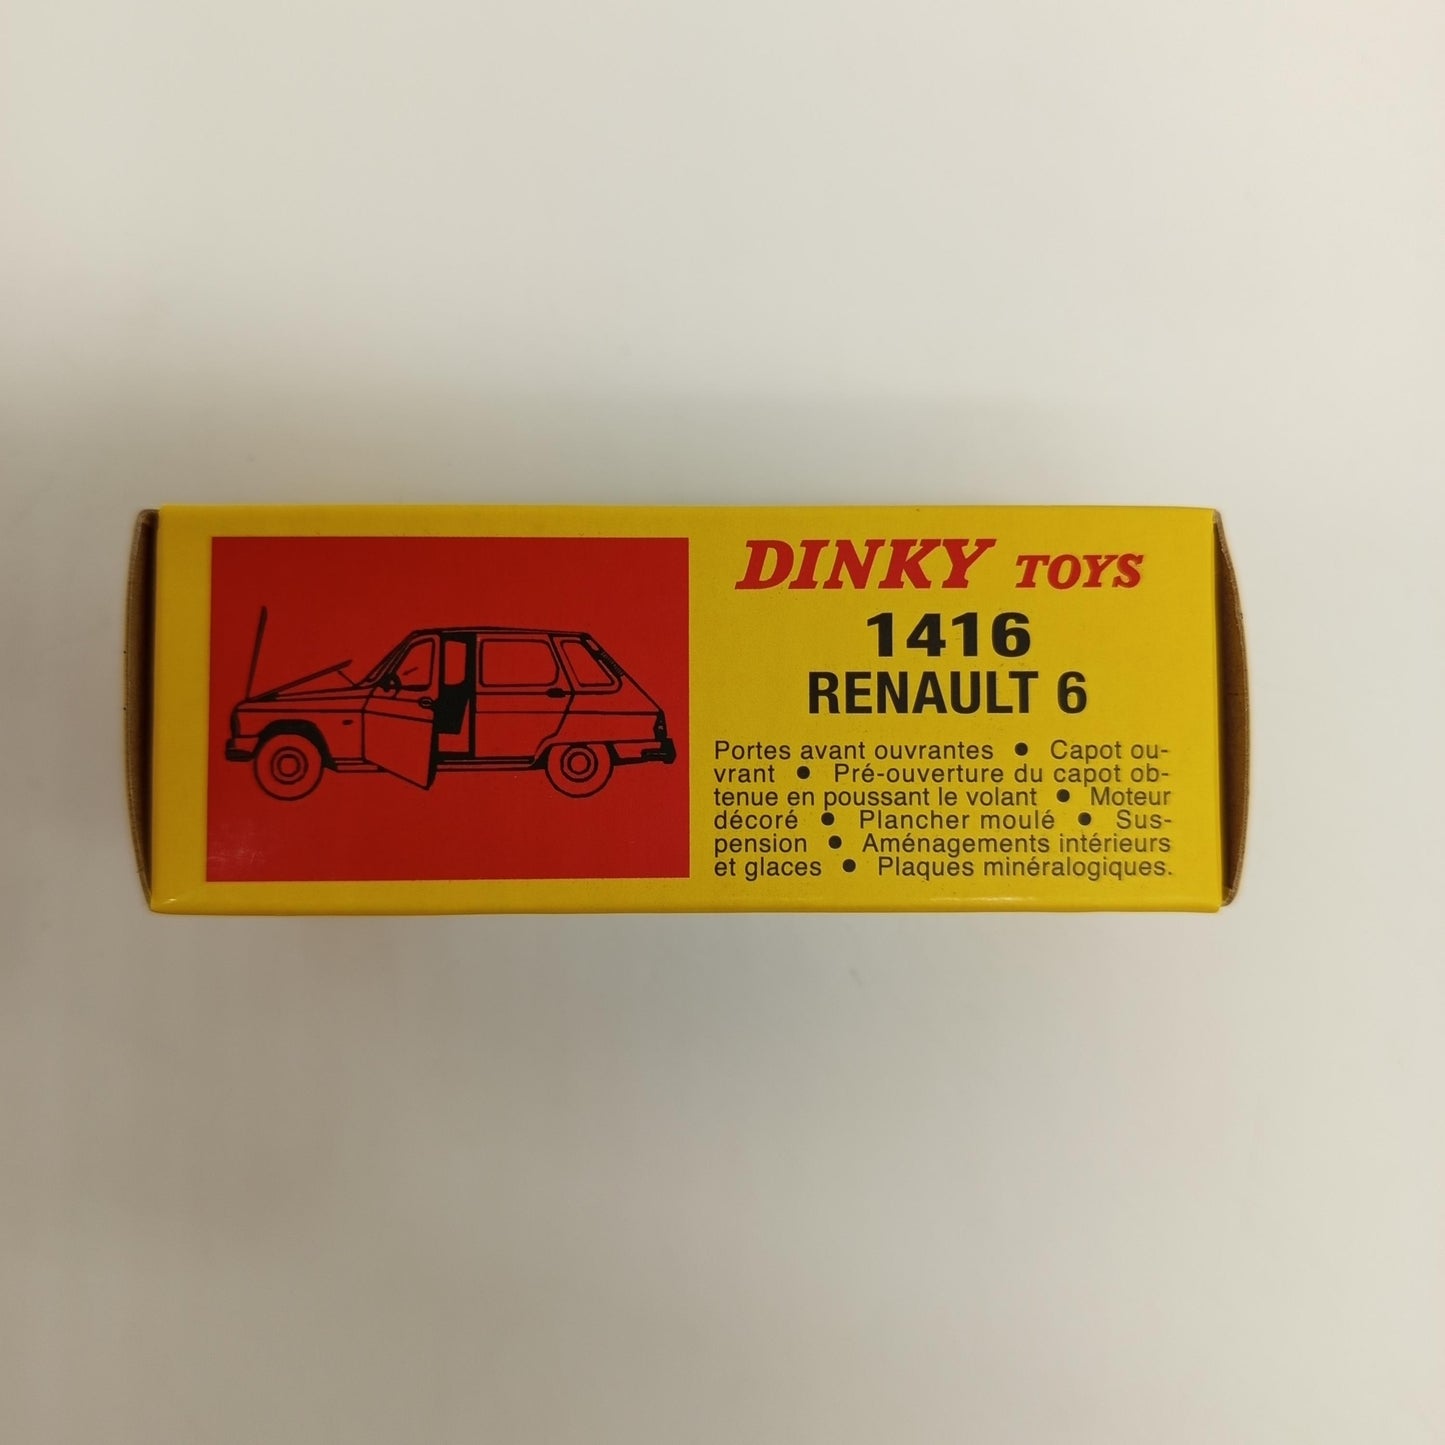 DINKY TOYS
1416
RENAULT 6
Portes avant ouvrantes • Capot ou-
vrant • Pré-ouverture du capot ob-
tenue en poussant le volant • Moteur
décoré • Plancher moulé • Sus-
pension • Aménagements intérieurs
et glaces • Plaques minéralogiques.